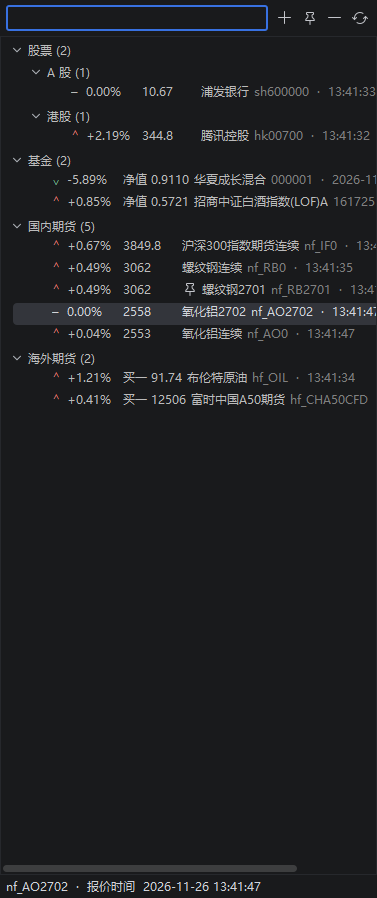 股票 (2)
A 股 (1)
0.00% 10.67 浦发银行 sh600000 · 13:41:33
港股 (1)
+2.19% 344.8 腾讯控股 hk00700 · 13:41:32
基金 (2)
-5.89% 净值 0.9110 华夏成长混合 000001 · 2026-11
+0.85% 净值 0.5721 招商中证白酒指数(LOF)A 161725
国内期货 (5)
+0.67% 3849.8 沪深300指数期货连续 nf_IF0 · 13:41
+0.49% 3062 螺纹钢连续 nf_RB0 · 13:41:35
+0.49% 3062 螺纹钢2701 nf_RB2701 · 13:41
0.00% 2558 氧化铝2702 nf_AO2702 · 13:41:47
+0.04% 2553 氧化铝连续 nf_AO0 · 13:41:47
海外期货 (2)
+1.21% 买一 91.74 布伦特原油 hf_OIL · 13:41:34
+0.41% 买一 12506 富时中国A50期货 hf_CHA50CFD
nf_AO2702 · 报价时间 2026-11-26 13:41:47